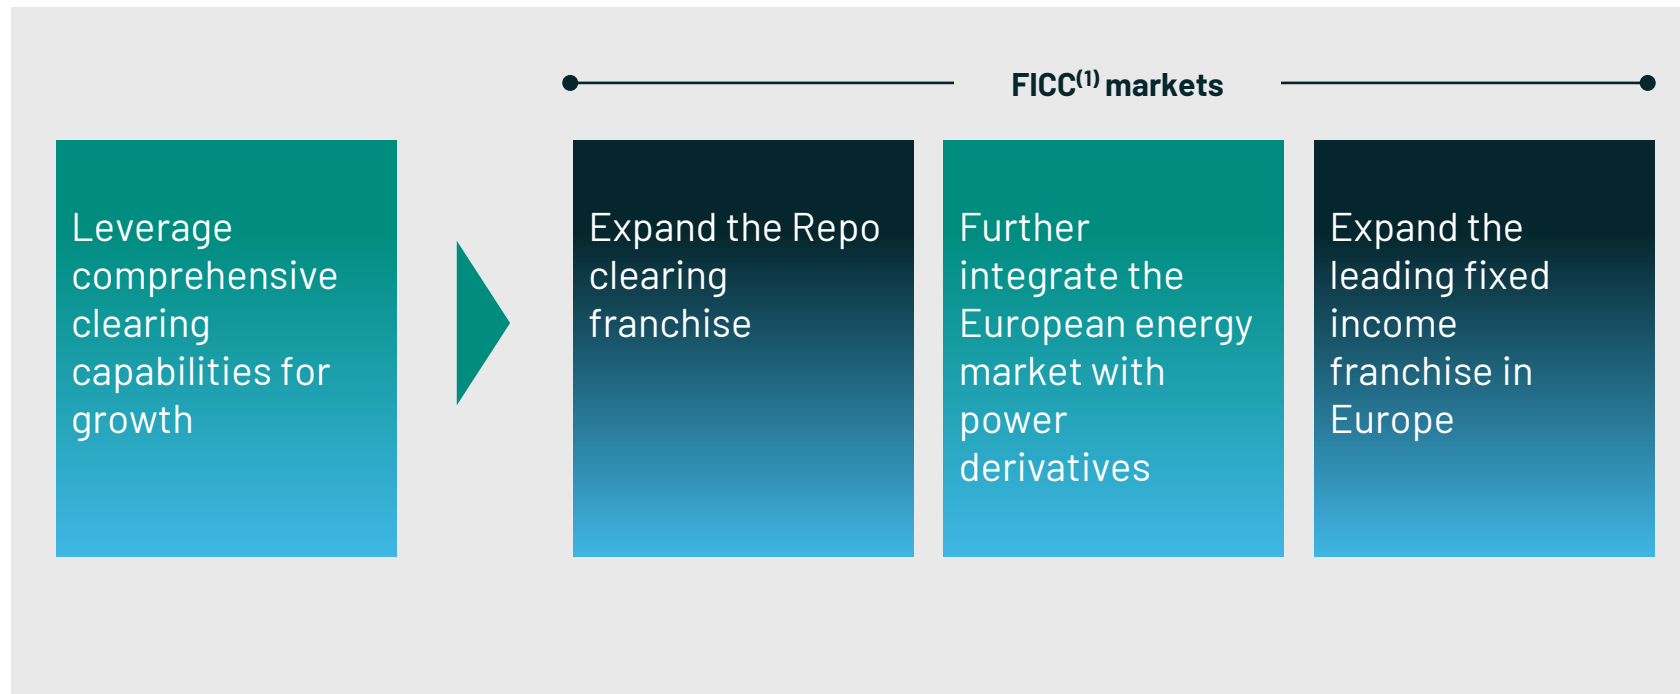 FICC(1) markets
Leverage
comprehensive
clearing
capabilities for
growth
Expand the Repo
clearing
franchise
Further
integrate the
European energy
market with
power
derivatives
Expand the
leading fixed
income
franchise in
Europe